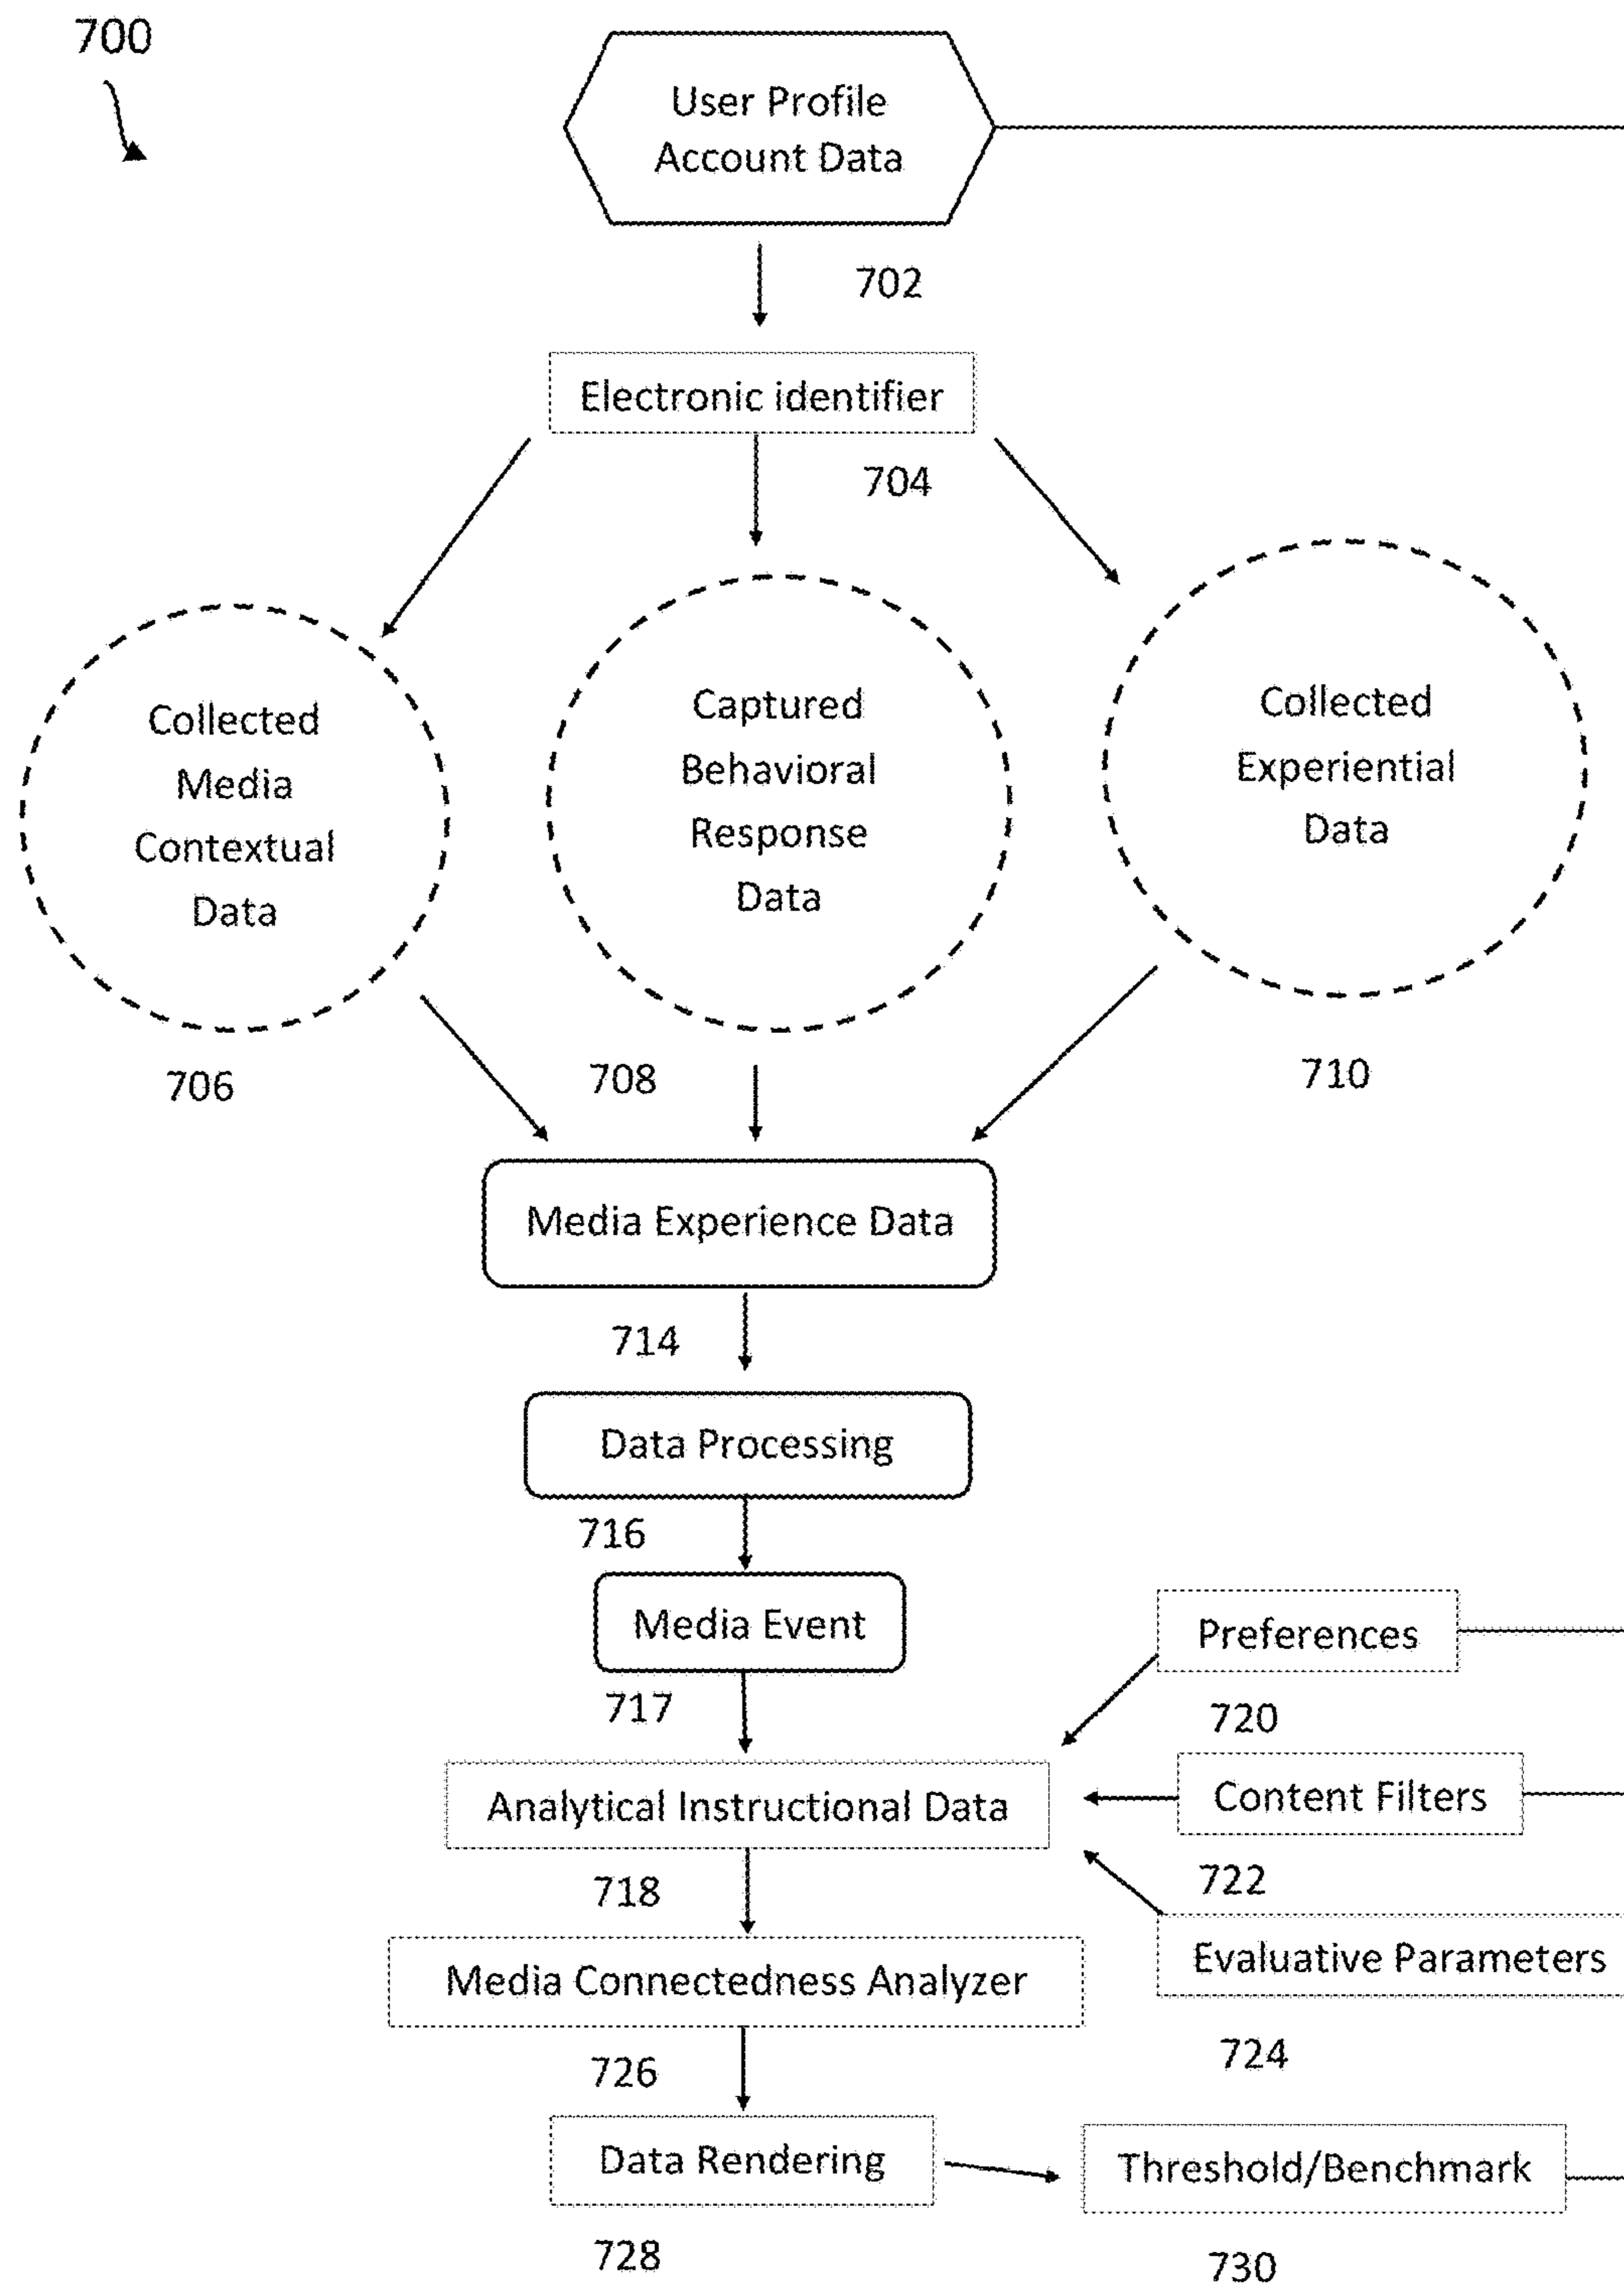 700
User Profile
Account Data
702
Electronic identifier
704
Collected
Media
Contextual
Data
706
Captured
Behavioral
Response
Data
708
Collected
Experiential
Data
710
Media Experience Data
714
Data Processing
716
Media Event
717
Preferences
720
Analytical Instructional Data
718
Content Filters
722
Evaluative Parameters
724
Media Connectedness Analyzer
726
Data Rendering
728
Threshold/Benchmark
730